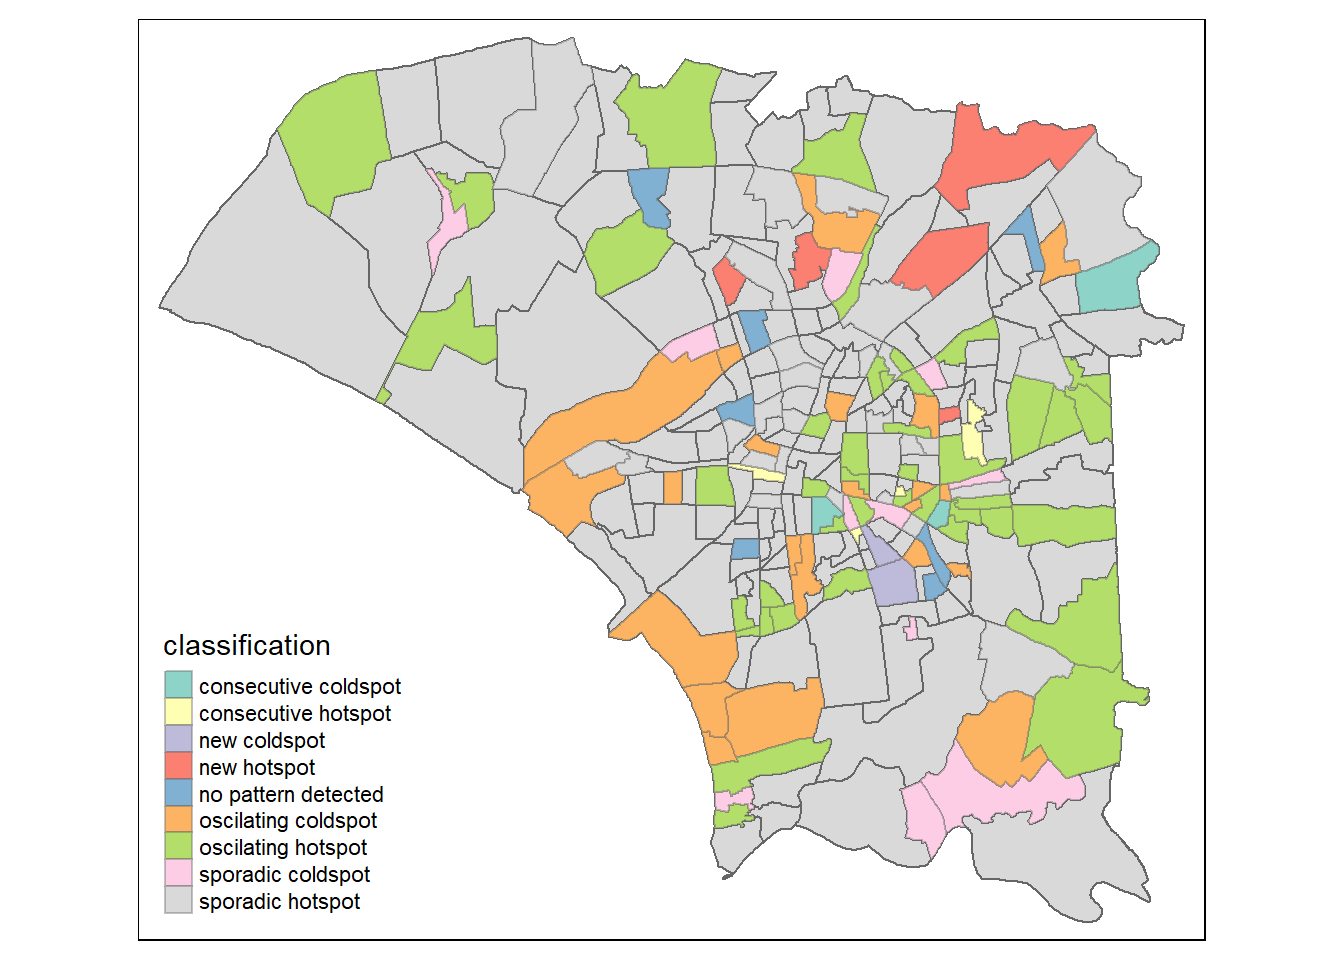 classification
consecutive coldspot
consecutive hotspot
new coldspot
new hotspot
no pattern detected
oscilating coldspot
oscilating hotspot
sporadic coldspot
sporadic hotspot